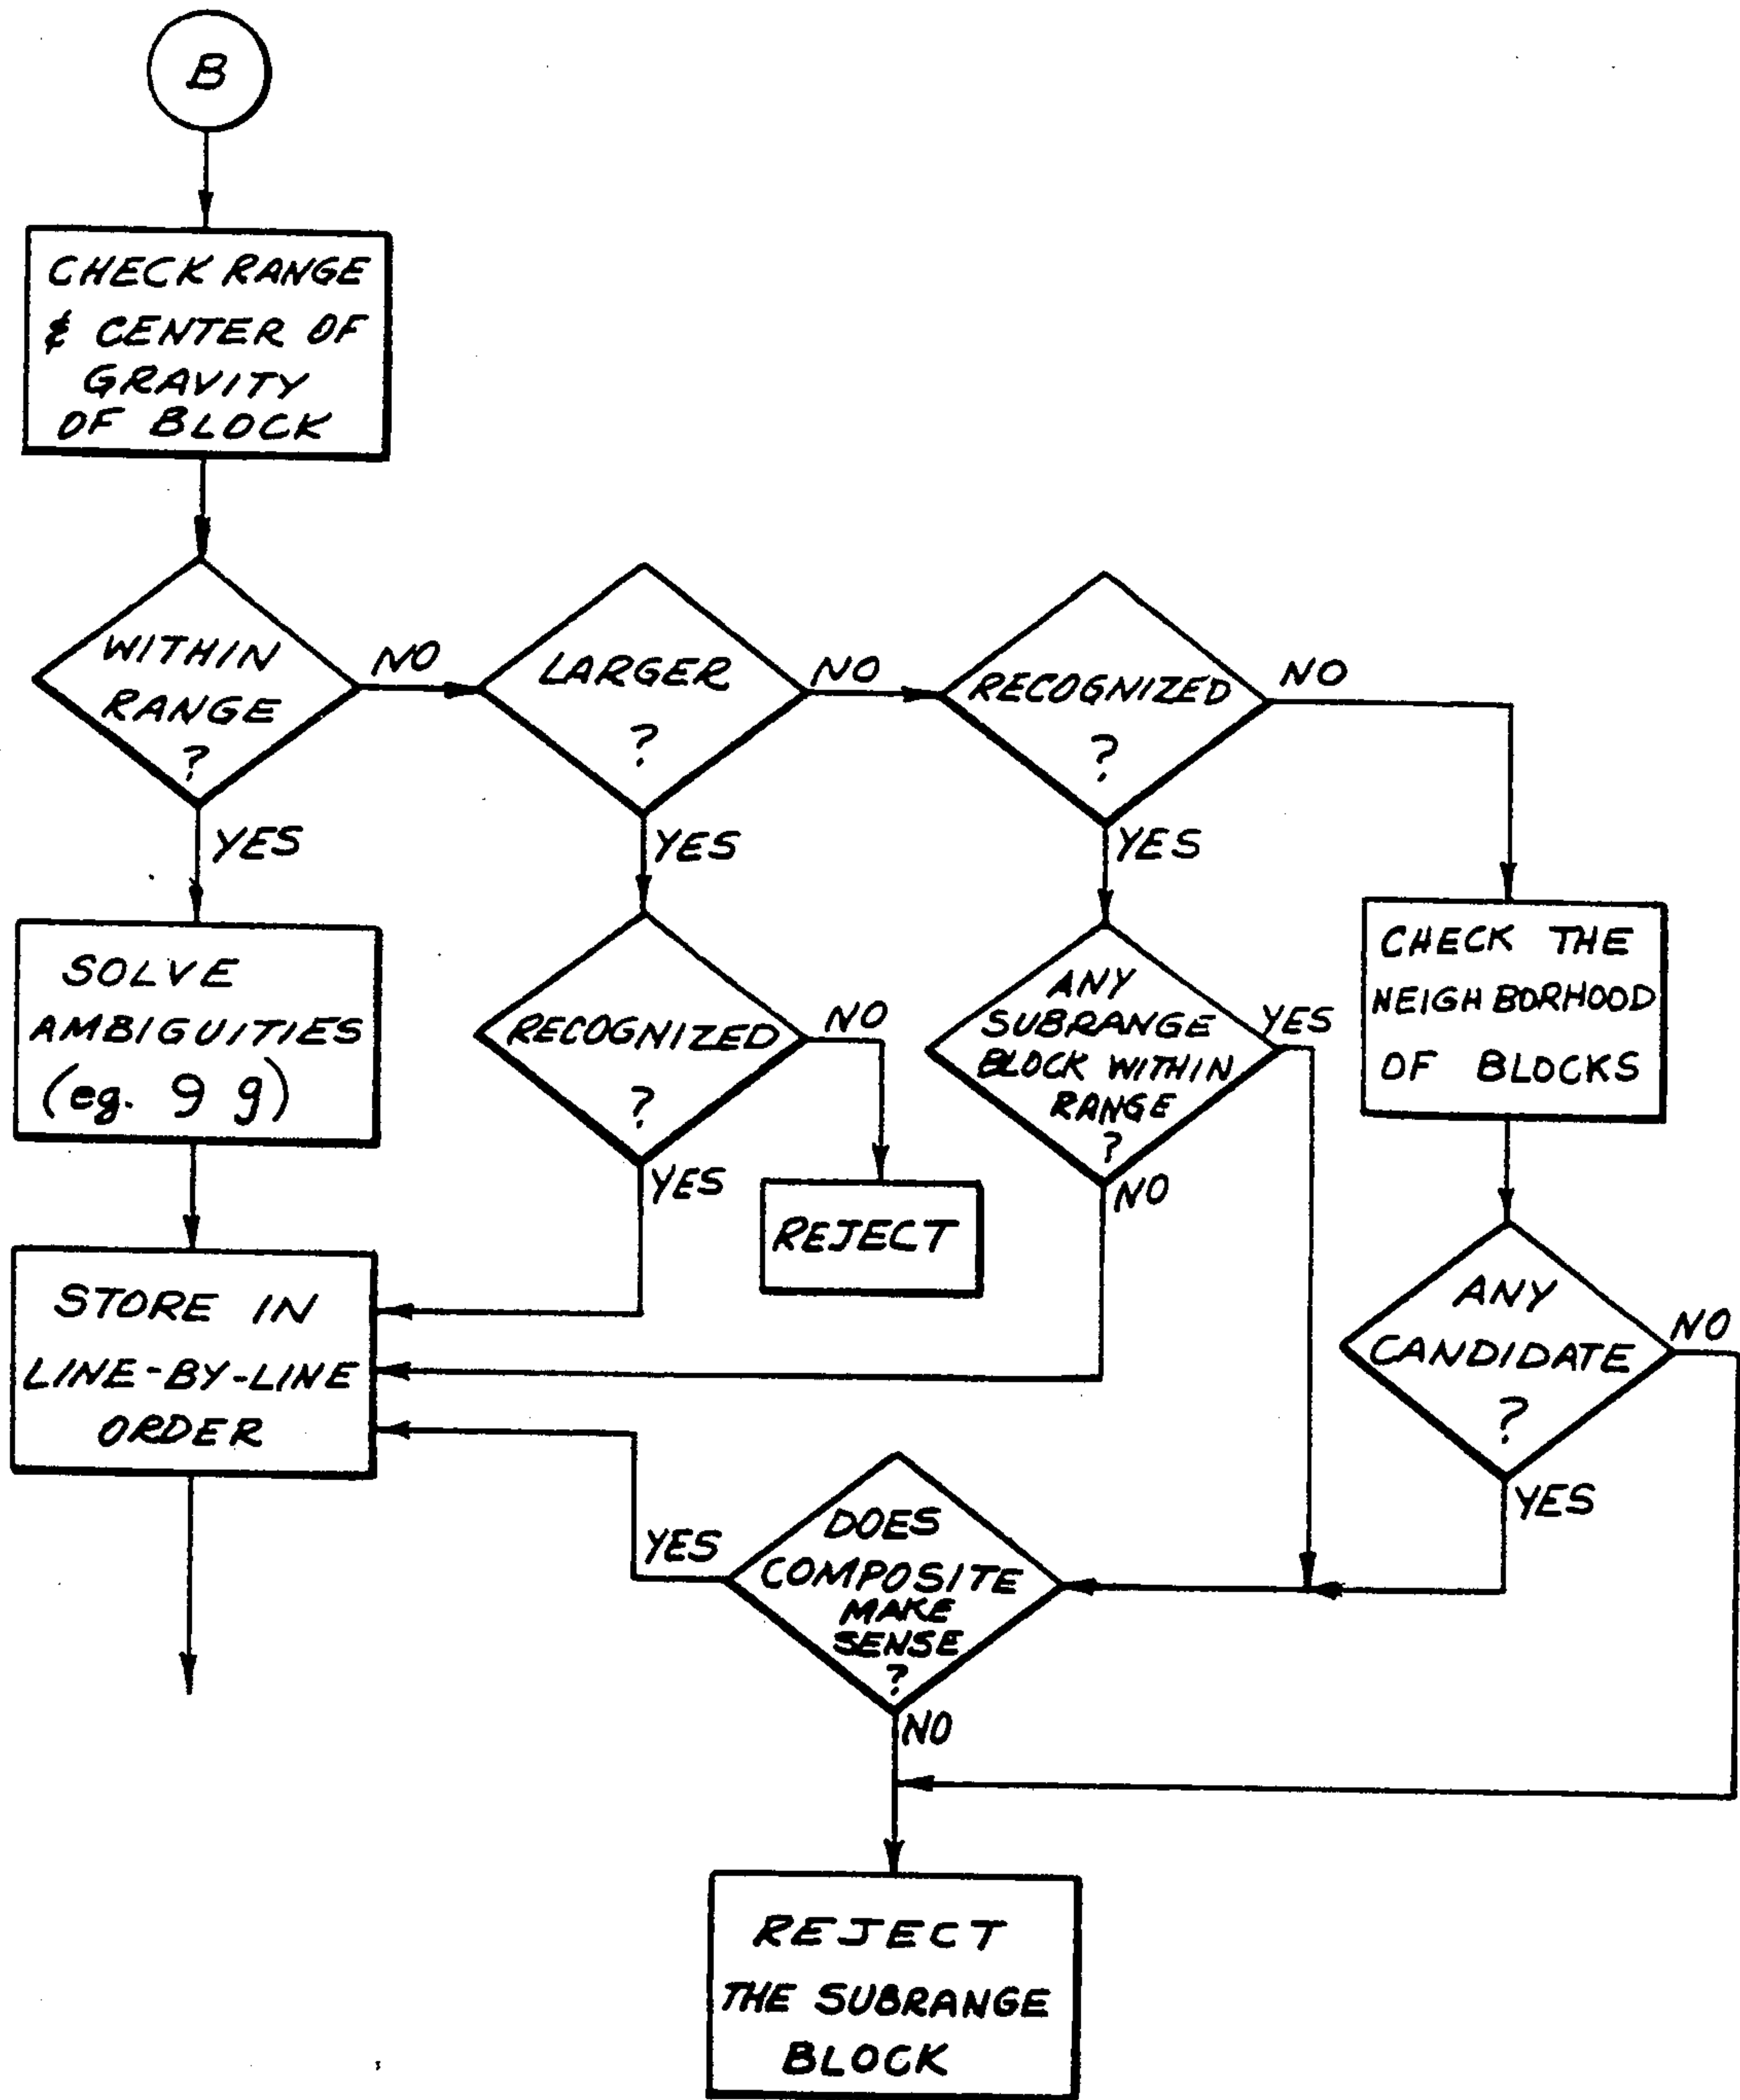 B
CHECK RANGE
& CENTER OF
GRAVITY
OF BLOCK
WITHIN
RANGE
?
NO
LARGER
?
NO
RECOGNIZED
?
NO
YES
YES
YES
SOLVE
AMBIGUITIES
(eg. 9 g)
RECOGNIZED
?
NO
YES
REJECT
ANY
SUBRANGE
BLOCK WITHIN
RANGE
?
YES
NO
CHECK THE
NEIGHBORHOOD
OF BLOCKS
STORE IN
LINE-BY-LINE
ORDER
ANY
CANDIDATE
?
NO
YES
DOES
COMPOSITE
MAKE
SENSE
?
YES
NO
REJECT
THE SUBRANGE
BLOCK